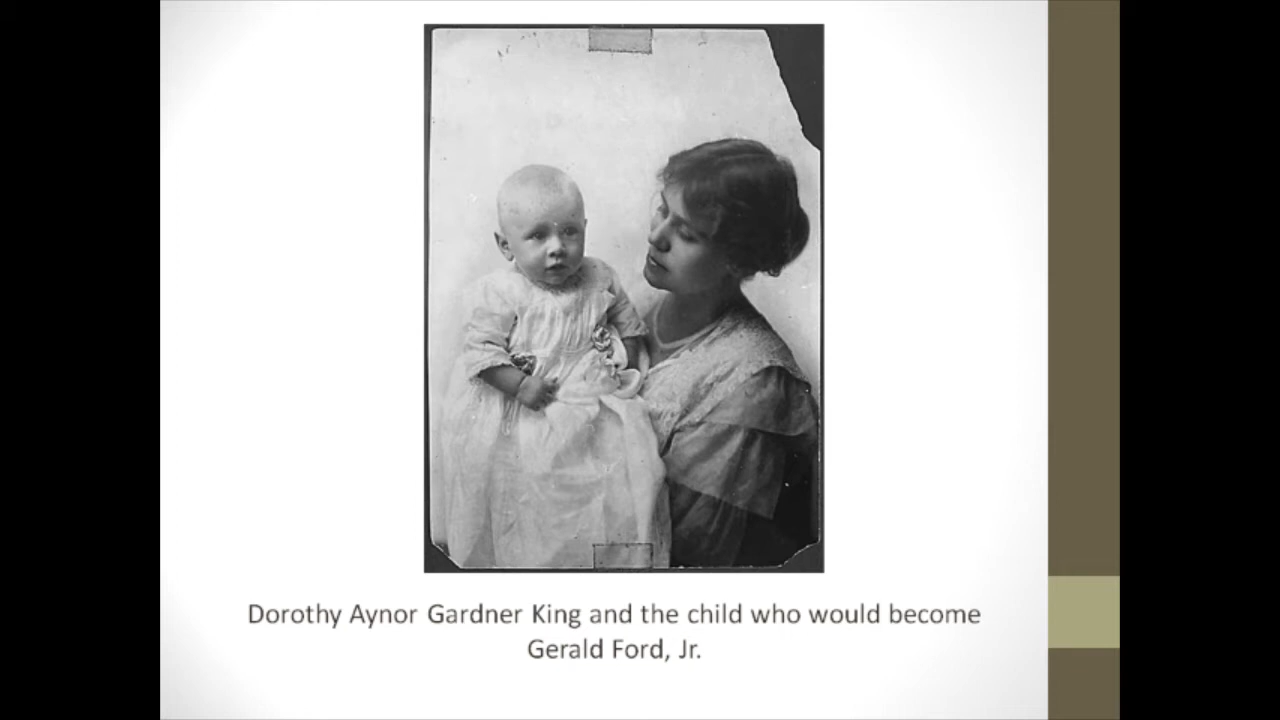 Dorothy Aynor Gardner King and the child who would become
Gerald Ford, Jr.